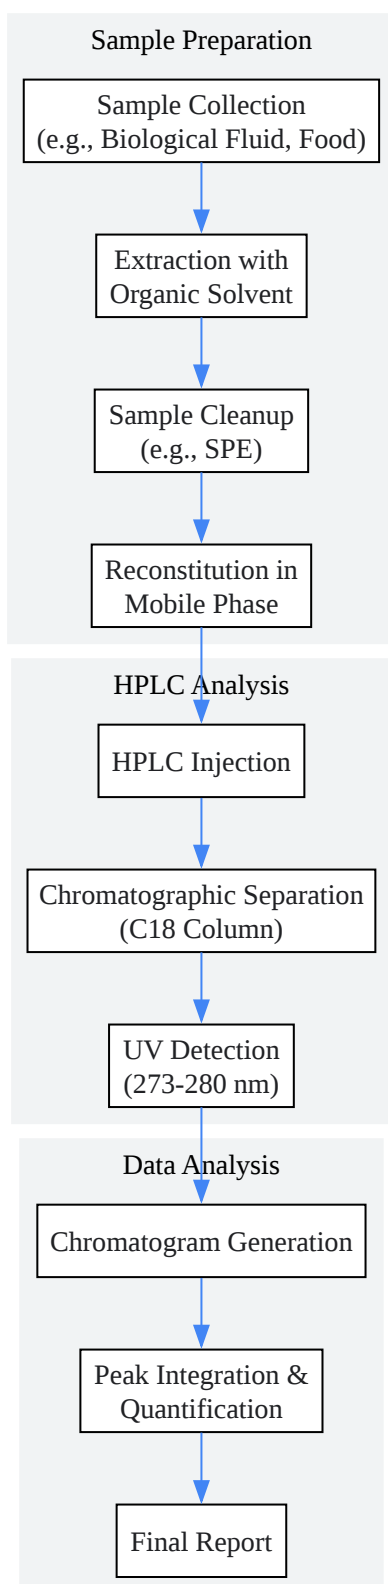 Sample Preparation
Sample Collection
(e.g., Biological Fluid, Food)
Extraction with
Organic Solvent
Sample Cleanup
(e.g., SPE)
Reconstitution in
Mobile Phase
HPLC Analysis
HPLC Injection
Chromatographic Separation
(C18 Column)
UV Detection
(273-280 nm)
Data Analysis
Chromatogram Generation
Peak Integration &
Quantification
Final Report